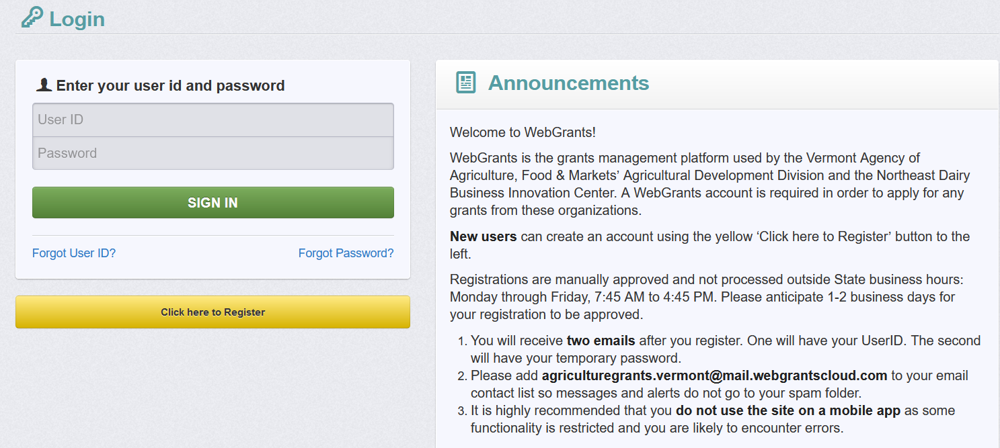 Login
Enter your user id and password
User ID
Password
SIGN IN
Forgot User ID?
Forgot Password?
Click here to Register
Announcements
Welcome to WebGrants!
WebGrants is the grants management platform used by the Vermont Agency of
Agriculture, Food & Markets’ Agricultural Development Division and the Northeast Dairy
Business Innovation Center. A WebGrants account is required in order to apply for any
grants from these organizations.
New users can create an account using the yellow ‘Click here to Register’ button to the
left.
Registrations are manually approved and not processed outside State business hours:
Monday through Friday, 7:45 AM to 4:45 PM. Please anticipate 1-2 business days for
your registration to be approved.
1. You will receive two emails after you register. One will have your UserID. The second
will have your temporary password.
2. Please add agriculturegrants.vermont@mail.webgrantscloud.com to your email
contact list so messages and alerts do not go to your spam folder.
3. It is highly recommended that you do not use the site on a mobile app as some
functionality is restricted and you are likely to encounter errors.